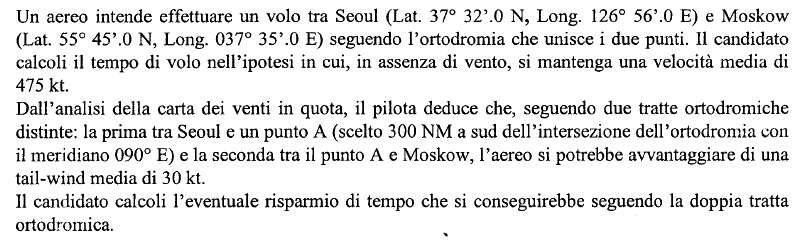 Un aereo intende effettuare un volo tra Seoul (Lat. 37° 32’.0 N, Long. 126° 56’.0 E) e Moskow
(Lat. 55° 45’.0 N, Long. 037° 35’.0 E) seguendo l’ortodromia che unisce i due punti. Il candidato
calcoli il tempo di volo nell’ipotesi in cui, in assenza di vento, si mantenga una velocità media di
475 kt.
Dall’analisi della carta dei venti in quota, il pilota deduce che, seguendo due tratte ortodromiche
distinte: la prima tra Seoul e un punto A (scelto 300 NM a sud dell’intersezione dell’ortodromia con
il meridiano 090° E) e la seconda tra il punto A e Moskow, l’aereo si potrebbe avvantaggiare di una
tail-wind media di 30 kt.
Il candidato calcoli l’eventuale risparmio di tempo che si conseguirebbe seguendo la doppia tratta
ortodromica.